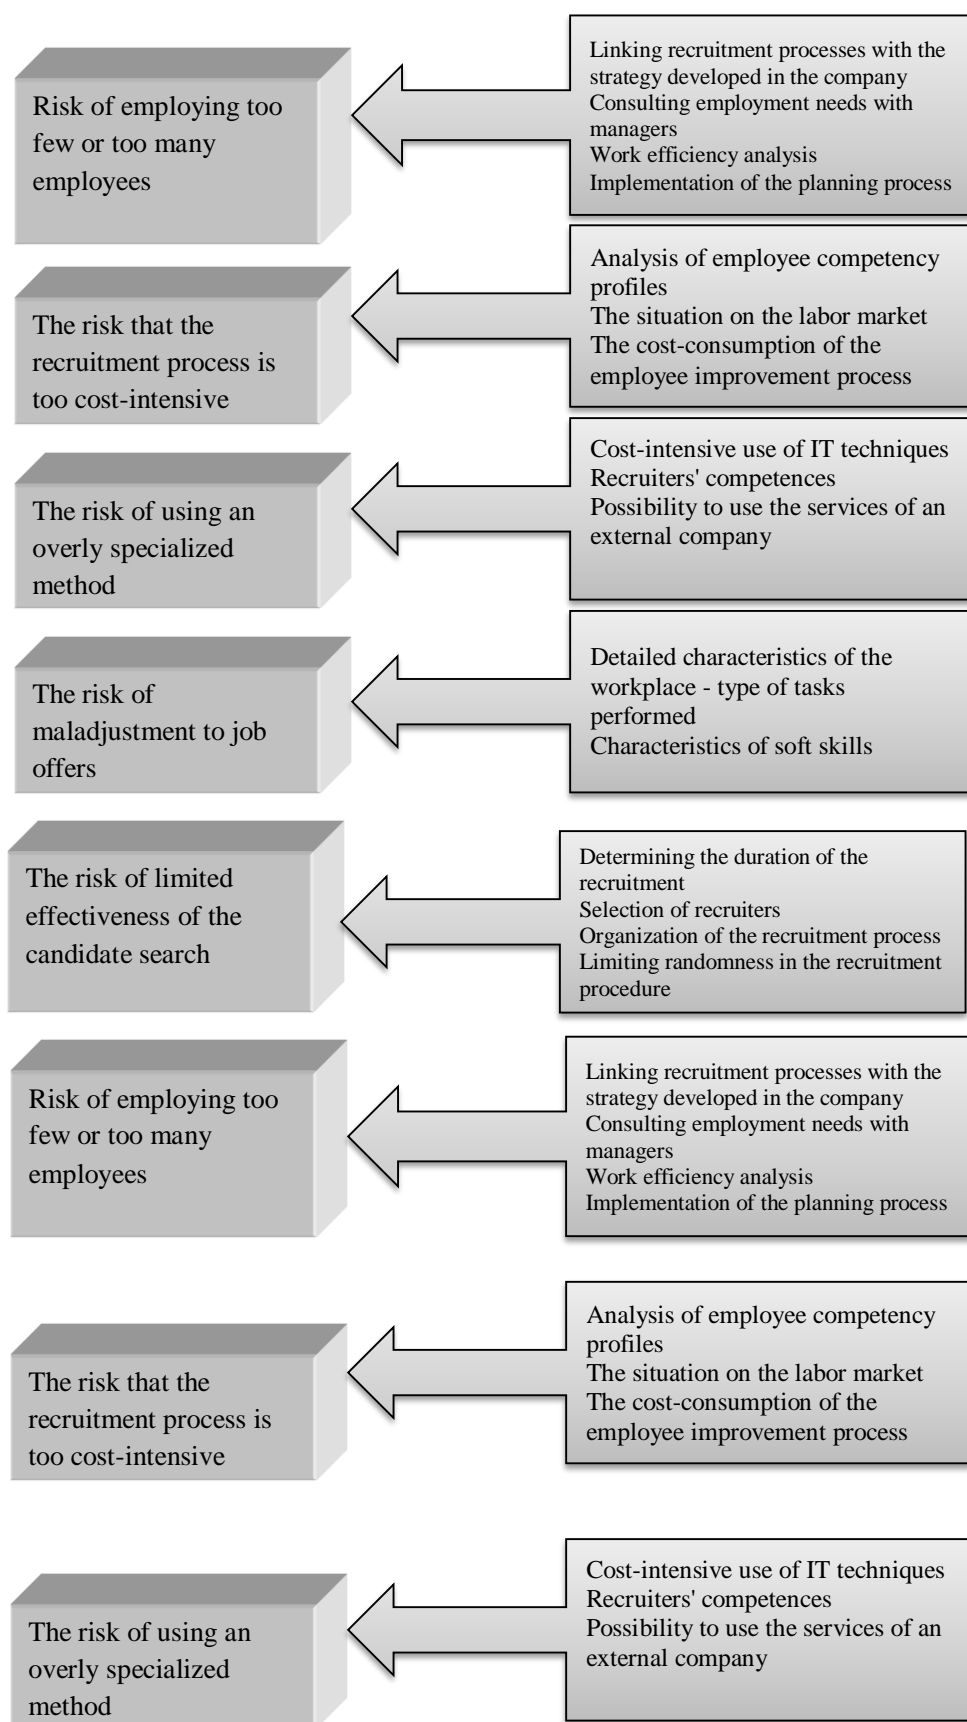 Risk of employing too
few or too many
employees
Linking recruitment processes with the
strategy developed in the company
Consulting employment needs with
managers
Work efficiency analysis
Implementation of the planning process
The risk that the
recruitment process is
too cost-intensive
Analysis of employee competency
profiles
The situation on the labor market
The cost-consumption of the
employee improvement process
The risk of using an
overly specialized
method
Cost-intensive use of IT techniques
Recruiters' competences
Possibility to use the services of an
external company
The risk of
maladjustment to job
offers
Detailed characteristics of the
workplace - type of tasks
performed
Characteristics of soft skills
The risk of limited
effectiveness of the
candidate search
Determining the duration of the
recruitment
Selection of recruiters
Organization of the recruitment process
Limiting randomness in the recruitment
procedure
Risk of employing too
few or too many
employees
Linking recruitment processes with the
strategy developed in the company
Consulting employment needs with
managers
Work efficiency analysis
Implementation of the planning process
The risk that the
recruitment process is
too cost-intensive
Analysis of employee competency
profiles
The situation on the labor market
The cost-consumption of the
employee improvement process
The risk of using an
overly specialized
method
Cost-intensive use of IT techniques
Recruiters' competences
Possibility to use the services of an
external company